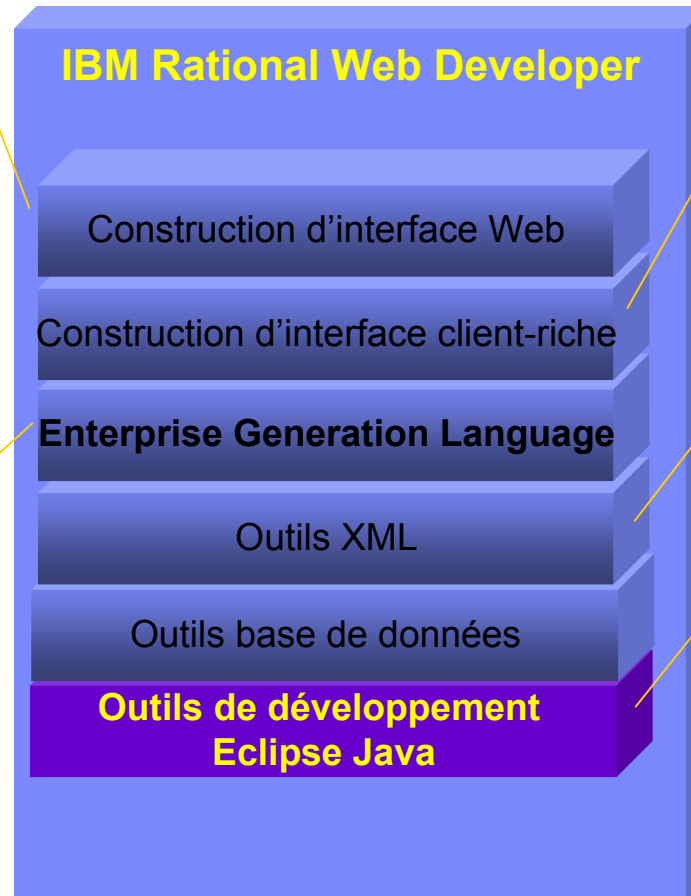 IBM Rational Web Developer
Construction d’interface Web
Construction d’interface client-riche
Enterprise Generation Language
Outils XML
Outils base de données
Outils de développement
Eclipse Java